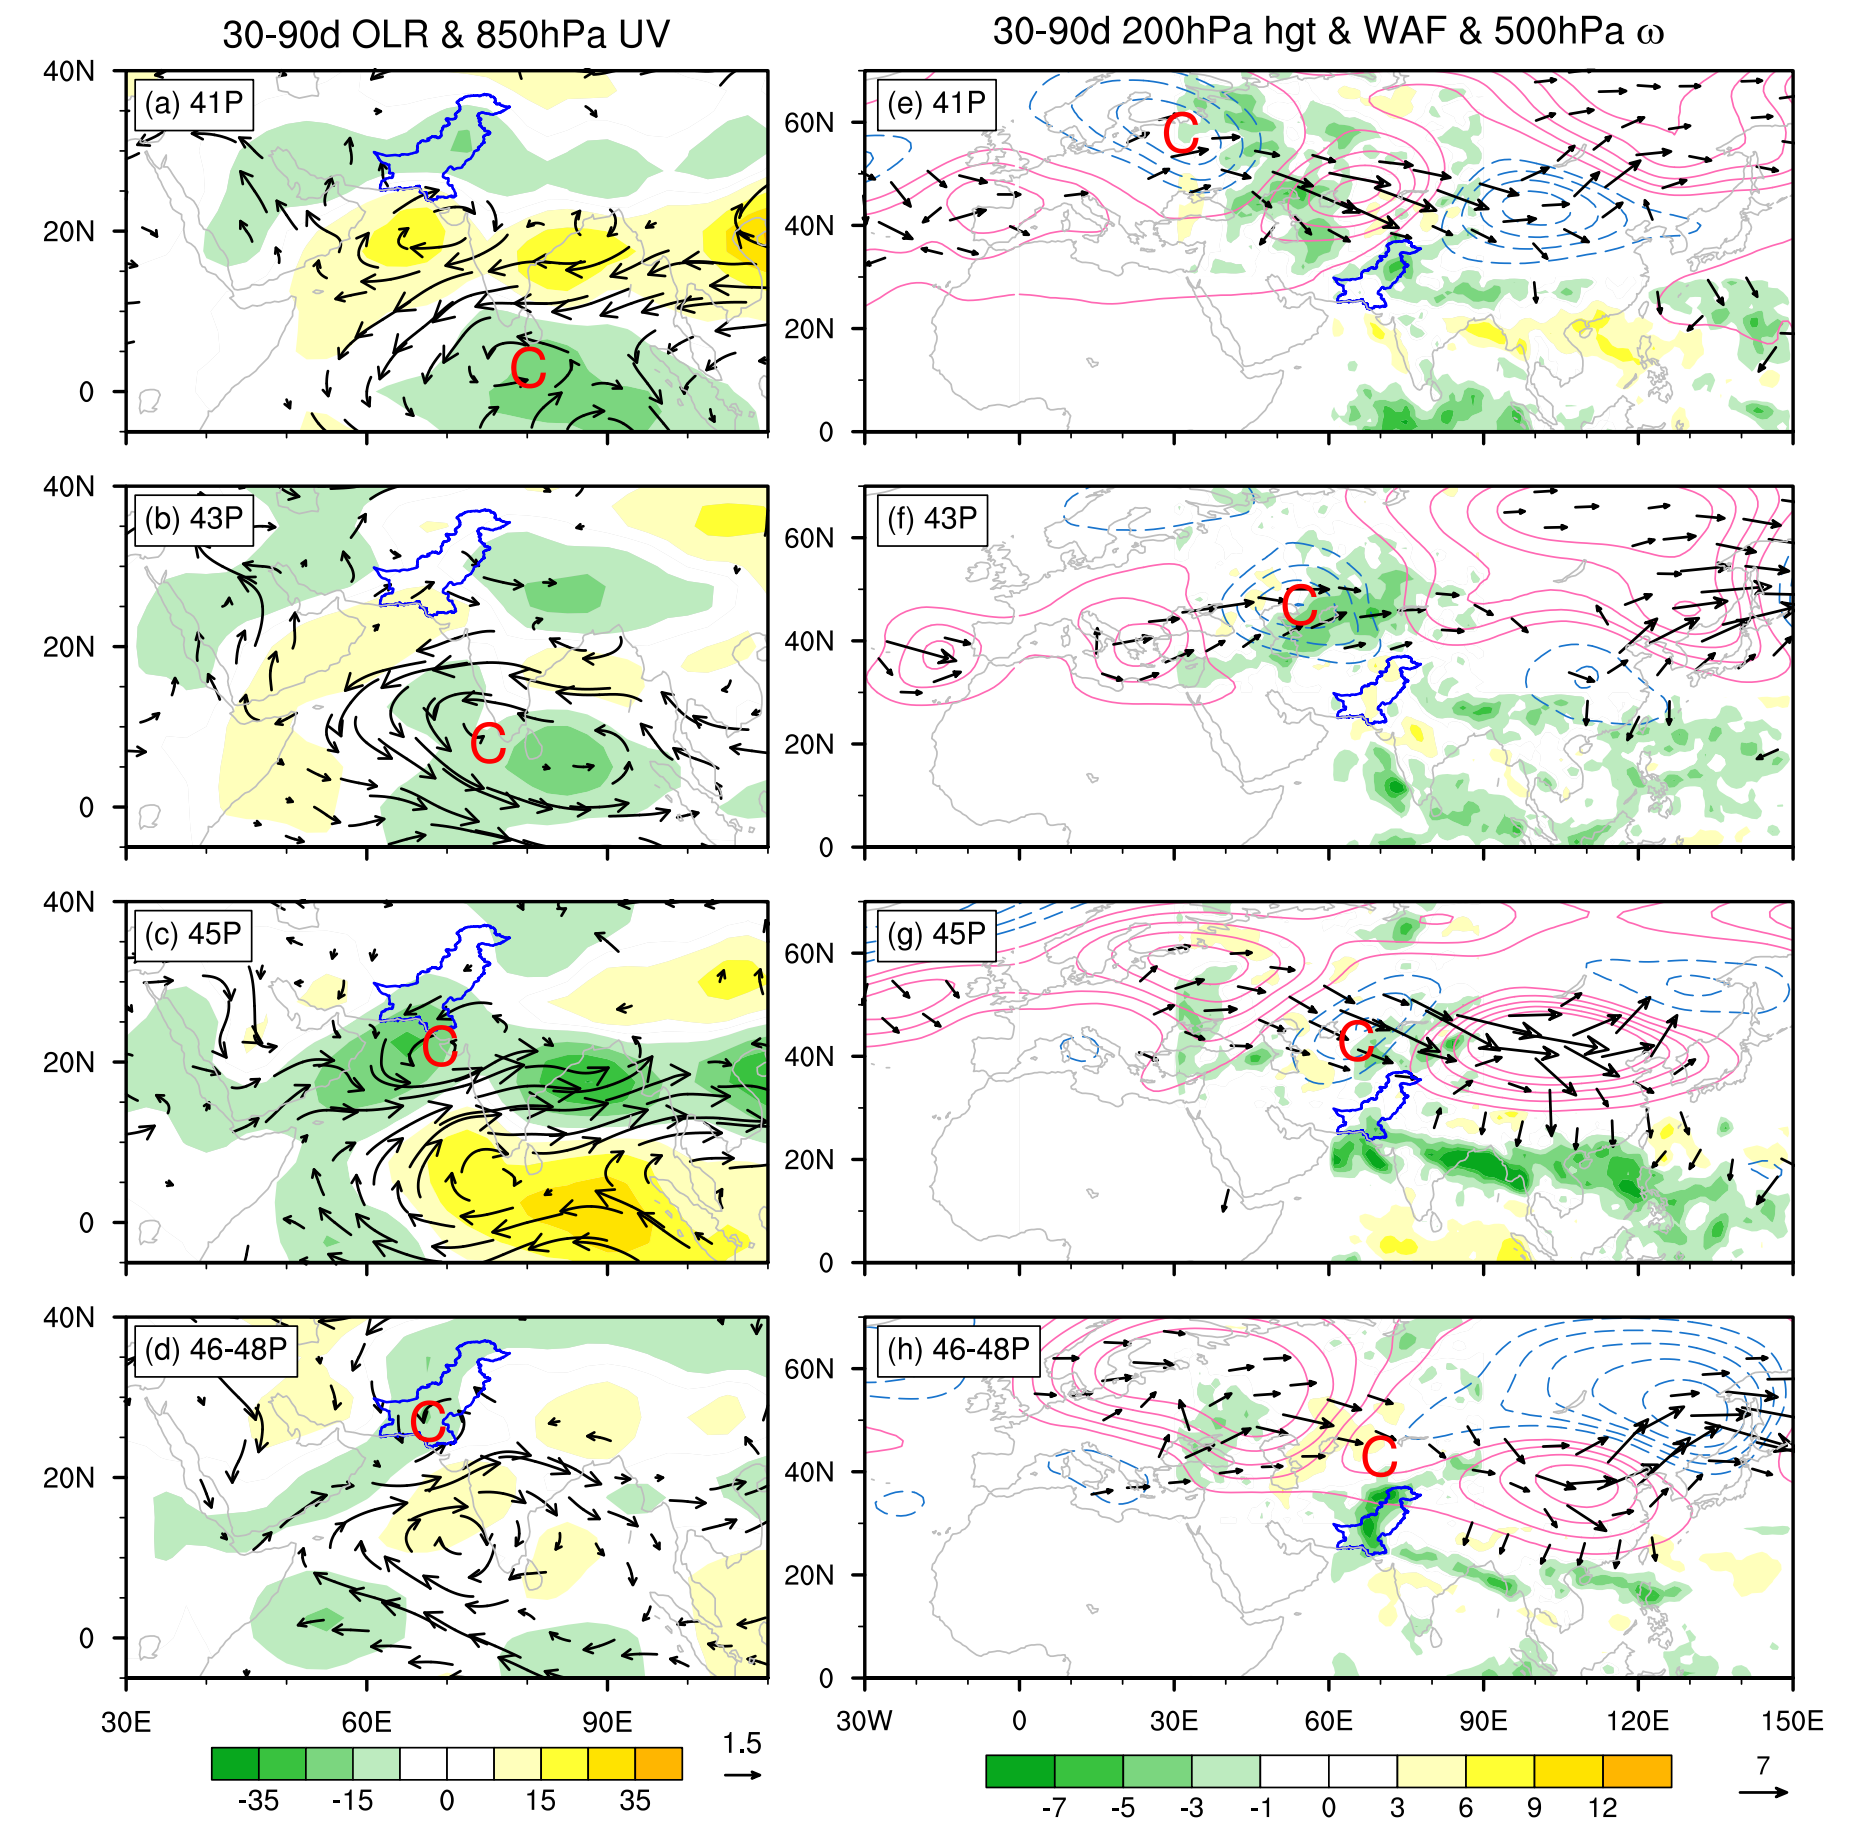 30-90d OLR & 850hPa UV
30-90d 200hPa hgt & WAF & 500hPa ω
40N
20N
0
(a) 41P
C
60N
40N
20N
0
(e) 41P
C
40N
20N
0
(b) 43P
C
60N
40N
20N
0
(f) 43P
C
40N
20N
0
(c) 45P
C
60N
40N
20N
0
(g) 45P
C
40N
20N
0
(d) 46-48P
C
30E 60E 90E
60N
40N
20N
0
(h) 46-48P
C
30W 0 30E 60E 90E 120E 150E
-35 -15 0 15 35
1.5
-7 -5 -3 -1 0 3 6 9 12
7